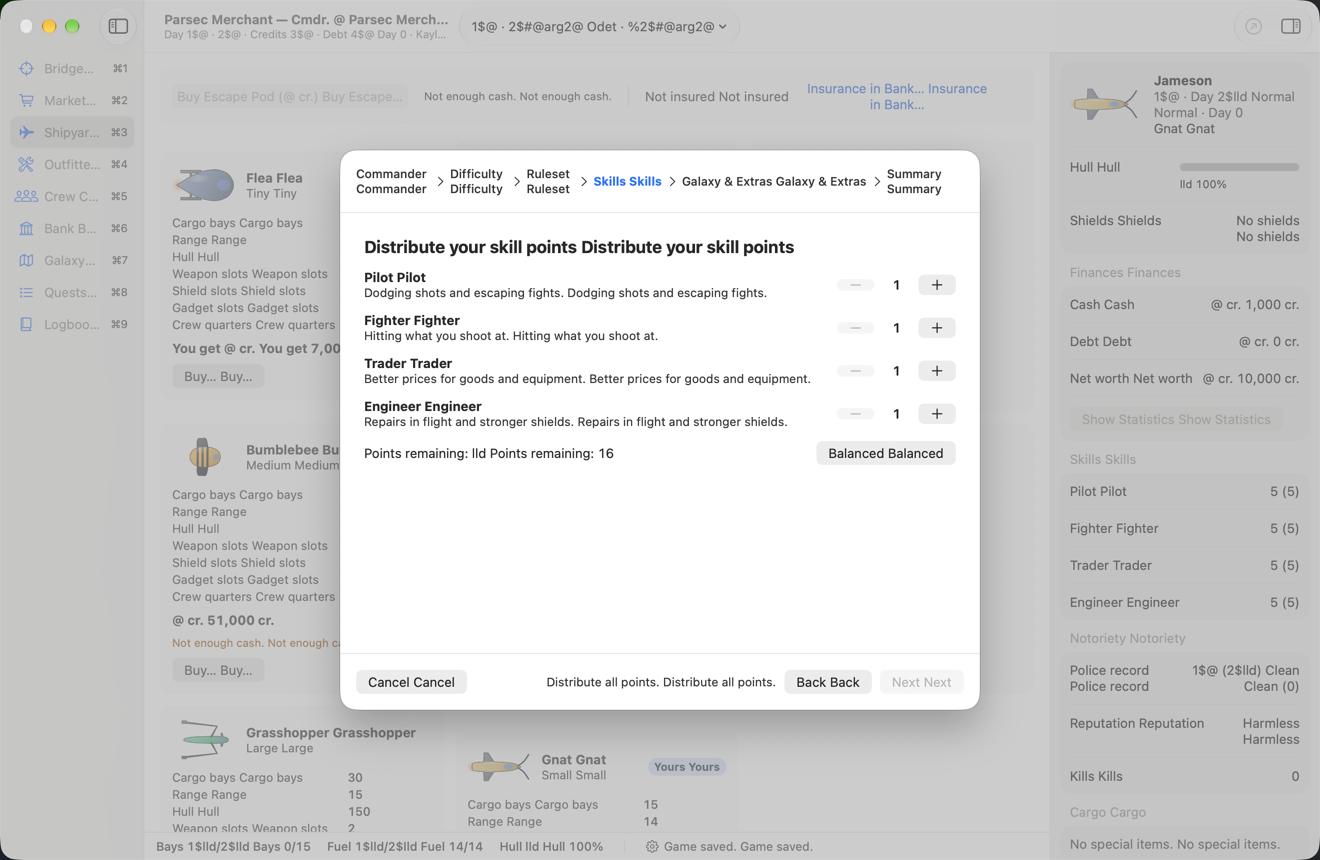 Parsec Merchant — Cmdr. @ Parsec Merch...
Day 1$@ · 2$@ · Credits 3$@ · Debt 4$@ Day 0 · Kayl...
1$@ · 2$#@arg2@ Odet · %2$#@arg2@
Bridge... ⌘1
Market... ⌘2
Shipyar... ⌘3
Outfitte... ⌘4
Crew C... ⌘5
Bank B... ⌘6
Galaxy... ⌘7
Quests... ⌘8
Logboo... ⌘9
Buy Escape Pod (@ cr.) Buy Escape...
Not enough cash. Not enough cash.
Not insured Not insured
Insurance in Bank... Insurance
in Bank...
Flea Flea
Tiny Tiny
Cargo bays Cargo bays
Range Range
Hull Hull
Weapon slots Weapon slots
Shield slots Shield slots
Gadget slots Gadget slots
Crew quarters Crew quarters
You get @ cr. You get 7,00
Buy... Buy...
Bumblebee Bu
Medium Medium
Cargo bays Cargo bays
Range Range
Hull Hull
Weapon slots Weapon slots
Shield slots Shield slots
Gadget slots Gadget slots
Crew quarters Crew quarters
@ cr. 51,000 cr.
Not enough cash. Not enough ca
Buy... Buy...
Grasshopper Grasshopper
Large Large
Cargo bays Cargo bays 30
Range Range 15
Hull Hull 150
Weapon slots Weapon slots 2
Gnat Gnat
Small Small
Yours Yours
Cargo bays Cargo bays 15
Range Range 14
Commander
Commander
Difficulty
Difficulty
Ruleset
Ruleset
Skills Skills
Galaxy & Extras Galaxy & Extras
Summary
Summary
Distribute your skill points Distribute your skill points
Pilot Pilot
Dodging shots and escaping fights. Dodging shots and escaping fights.
— 1 +
Fighter Fighter
Hitting what you shoot at. Hitting what you shoot at.
— 1 +
Trader Trader
Better prices for goods and equipment. Better prices for goods and equipment.
— 1 +
Engineer Engineer
Repairs in flight and stronger shields. Repairs in flight and stronger shields.
— 1 +
Points remaining: lld Points remaining: 16
Balanced Balanced
Cancel Cancel
Distribute all points. Distribute all points.
Back Back
Next Next
Jameson
1$@ · Day 2$lld Normal
Normal · Day 0
Gnat Gnat
Hull Hull
lld 100%
Shields Shields No shields
No shields
Finances Finances
Cash Cash @ cr. 1,000 cr.
Debt Debt @ cr. 0 cr.
Net worth Net worth @ cr. 10,000 cr.
Show Statistics Show Statistics
Skills Skills
Pilot Pilot 5 (5)
Fighter Fighter 5 (5)
Trader Trader 5 (5)
Engineer Engineer 5 (5)
Notoriety Notoriety
Police record 1$@ (2$lld) Clean
Police record Clean (0)
Reputation Reputation Harmless
Harmless
Kills Kills 0
Cargo Cargo
No special items. No special items.
Bays 1$lld/2$lld Bays 0/15
Fuel 1$lld/2$lld Fuel 14/14
Hull lld Hull 100%
Game saved. Game saved.